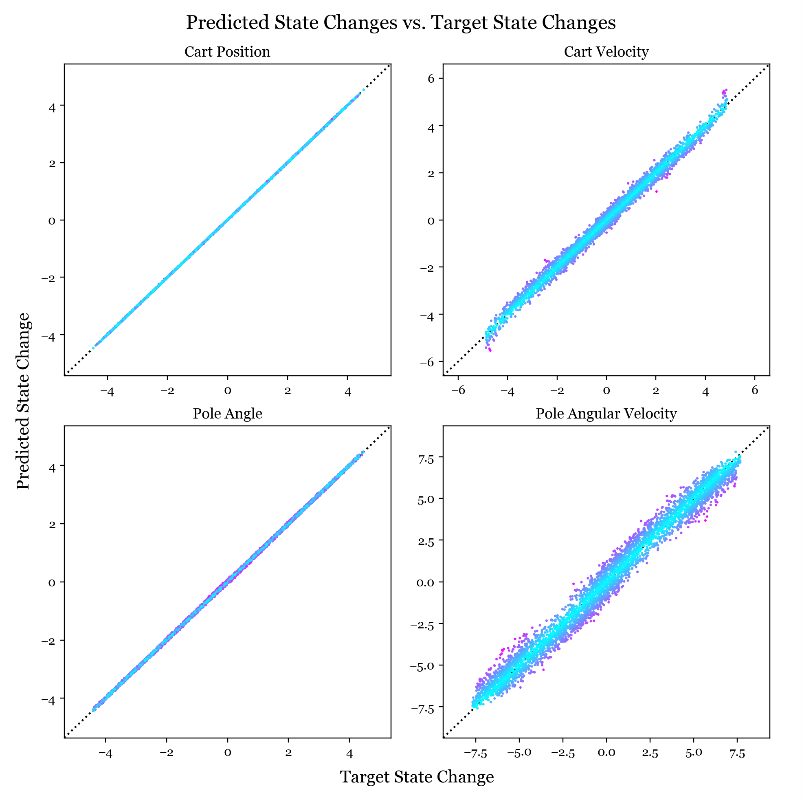 Predicted State Changes vs. Target State Changes
Cart Position
Cart Velocity
4
2
0
−2
−4
−4 −2 0 2 4
6
4
2
0
−2
−4
−6
−6 −4 −2 0 2 4 6
Predicted State Change
Pole Angle
Pole Angular Velocity
4
2
0
−2
−4
−4 −2 0 2 4
7.5
5.0
2.5
0.0
−2.5
−5.0
−7.5
−7.5 −5.0 −2.5 0.0 2.5 5.0 7.5
Target State Change